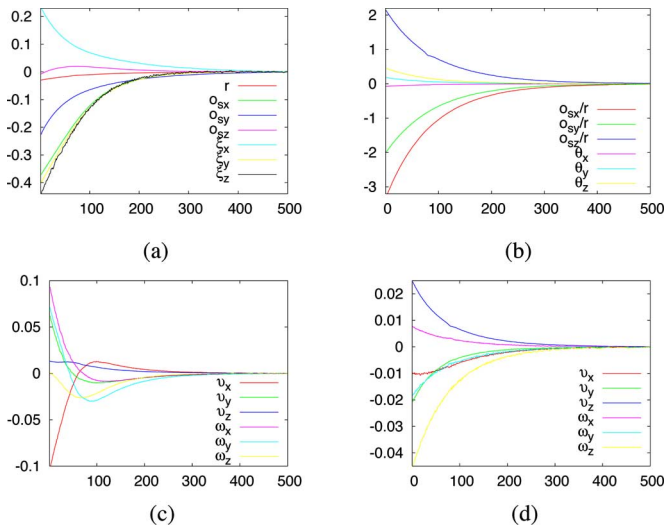 0.2
0.1
0
-0.1
-0.2
-0.3
-0.4
100 200 300 400 500
r
o_sx
o_sy
o_sz
ξ_x
ξ_y
ξ_z
(a)
2
1
0
-1
-2
-3
0 100 200 300 400 500
o_sx/r
o_sy/r
o_sz/r
θ_x
θ_y
θ_z
(b)
0.1
0.05
0
-0.05
-0.1
100 200 300 400 500
υ_x
υ_y
υ_z
ω_x
ω_y
ω_z
(c)
0.02
0.01
0
-0.01
-0.02
-0.03
-0.04
0 100 200 300 400 500
υ_x
υ_y
υ_z
ω_x
ω_y
ω_z
(d)